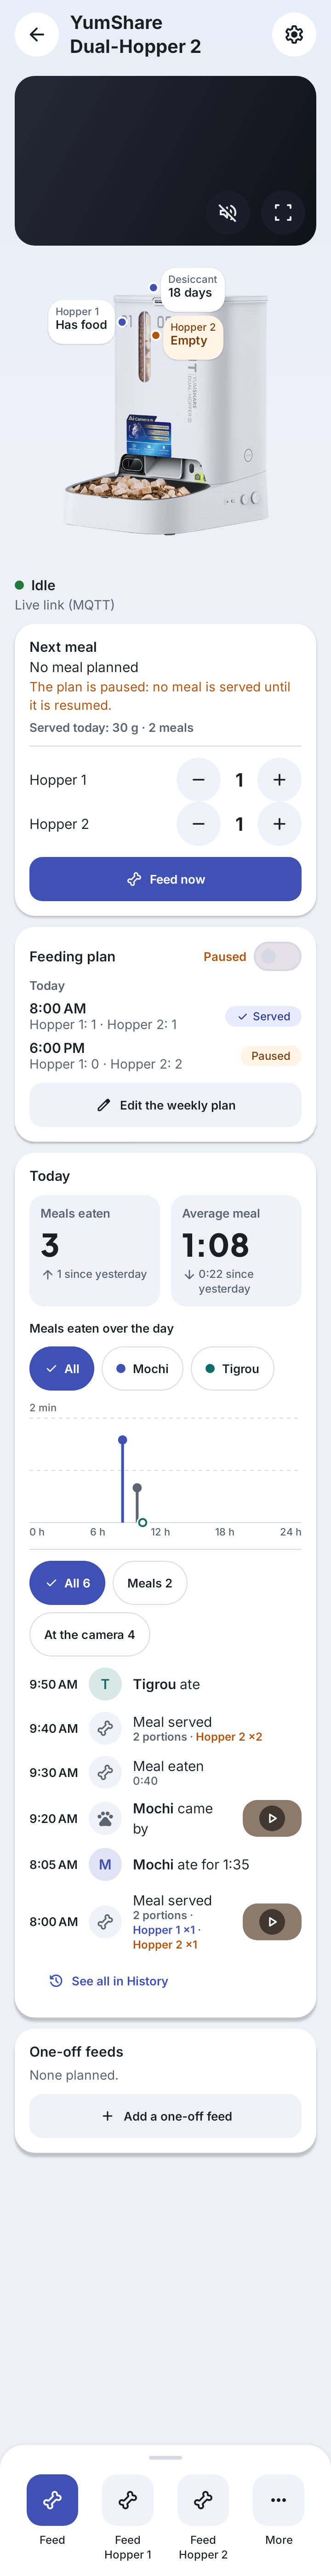 YumShare
Dual-Hopper 2
Desiccant
18 days
Hopper 1
Has food
Hopper 2
Empty
Idle
Live link (MQTT)
Next meal
No meal planned
The plan is paused: no meal is served until
it is resumed.
Served today: 30 g · 2 meals
Hopper 1
− 1 +
Hopper 2
− 1 +
Feed now
Feeding plan
Paused
Today
8:00 AM
Hopper 1: 1 · Hopper 2: 1
Served
6:00 PM
Hopper 1: 0 · Hopper 2: 2
Paused
Edit the weekly plan
Today
Meals eaten
3
1 since yesterday
Average meal
1:08
0:22 since
yesterday
Meals eaten over the day
All
Mochi
Tigrou
2 min
0 h 6 h 12 h 18 h 24 h
All 6
Meals 2
At the camera 4
9:50 AM
T
Tigrou ate
9:40 AM
Meal served
2 portions · Hopper 2 ×2
9:30 AM
Meal eaten
0:40
9:20 AM
Mochi came
by
8:05 AM
M
Mochi ate for 1:35
8:00 AM
Meal served
2 portions ·
Hopper 1 ×1 ·
Hopper 2 ×1
See all in History
One-off feeds
None planned.
+ Add a one-off feed
Feed
Feed
Hopper 1
Feed
Hopper 2
More